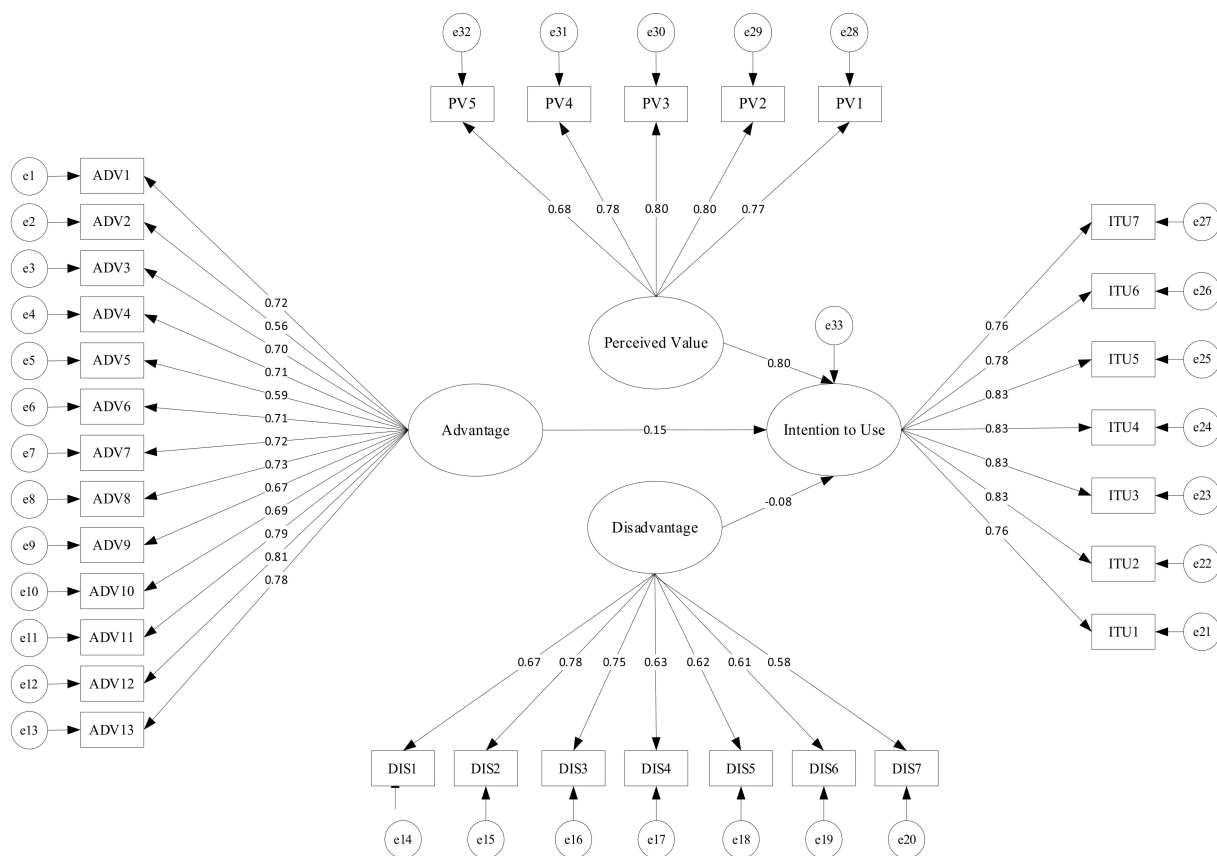 e32 e31 e30 e29 e28
PV5 PV4 PV3 PV2 PV1
e1 ADV1
e2 ADV2
e3 ADV3
e4 ADV4
e5 ADV5
e6 ADV6
e7 ADV7
e8 ADV8
e9 ADV9
e10 ADV10
e11 ADV11
e12 ADV12
e13 ADV13
0.72
0.56
0.70
0.71
0.59
0.71
0.72
0.73
0.67
0.69
0.79
0.81
0.78
0.68 0.78 0.80 0.80 0.77
Perceived Value
e33
0.80
Advantage
0.15
Intention to Use
Disadvantage
-0.08
0.76
0.78
0.83
0.83
0.83
0.83
0.76
ITU7 e27
ITU6 e26
ITU5 e25
ITU4 e24
ITU3 e23
ITU2 e22
ITU1 e21
0.67 0.78 0.75 0.63 0.62 0.61 0.58
DIS1 DIS2 DIS3 DIS4 DIS5 DIS6 DIS7
e14 e15 e16 e17 e18 e19 e20